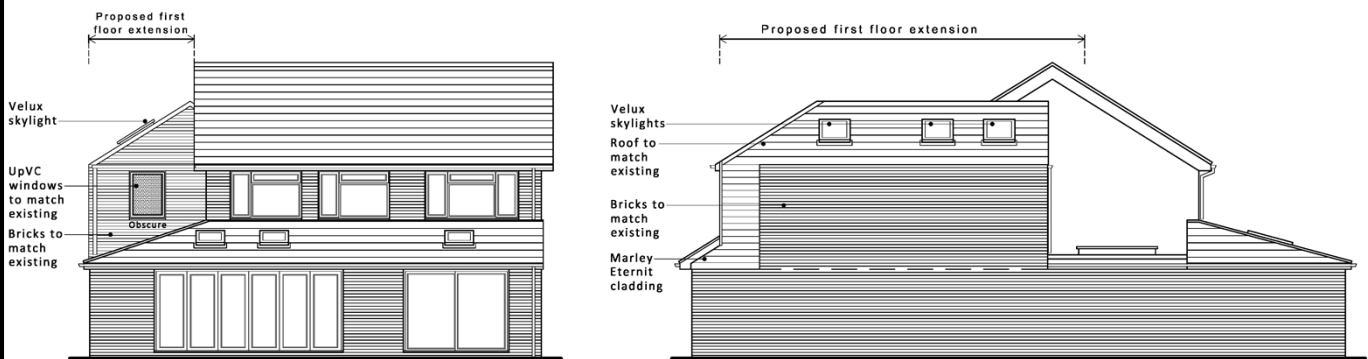 Proposed first
floor extension
Velux
skylight
UpVC
windows
to match
existing
Obscure
Bricks to
match
existing
Proposed first floor extension
Velux
skylights
Roof to
match
existing
Bricks to
match
existing
Marley
Eternit
cladding